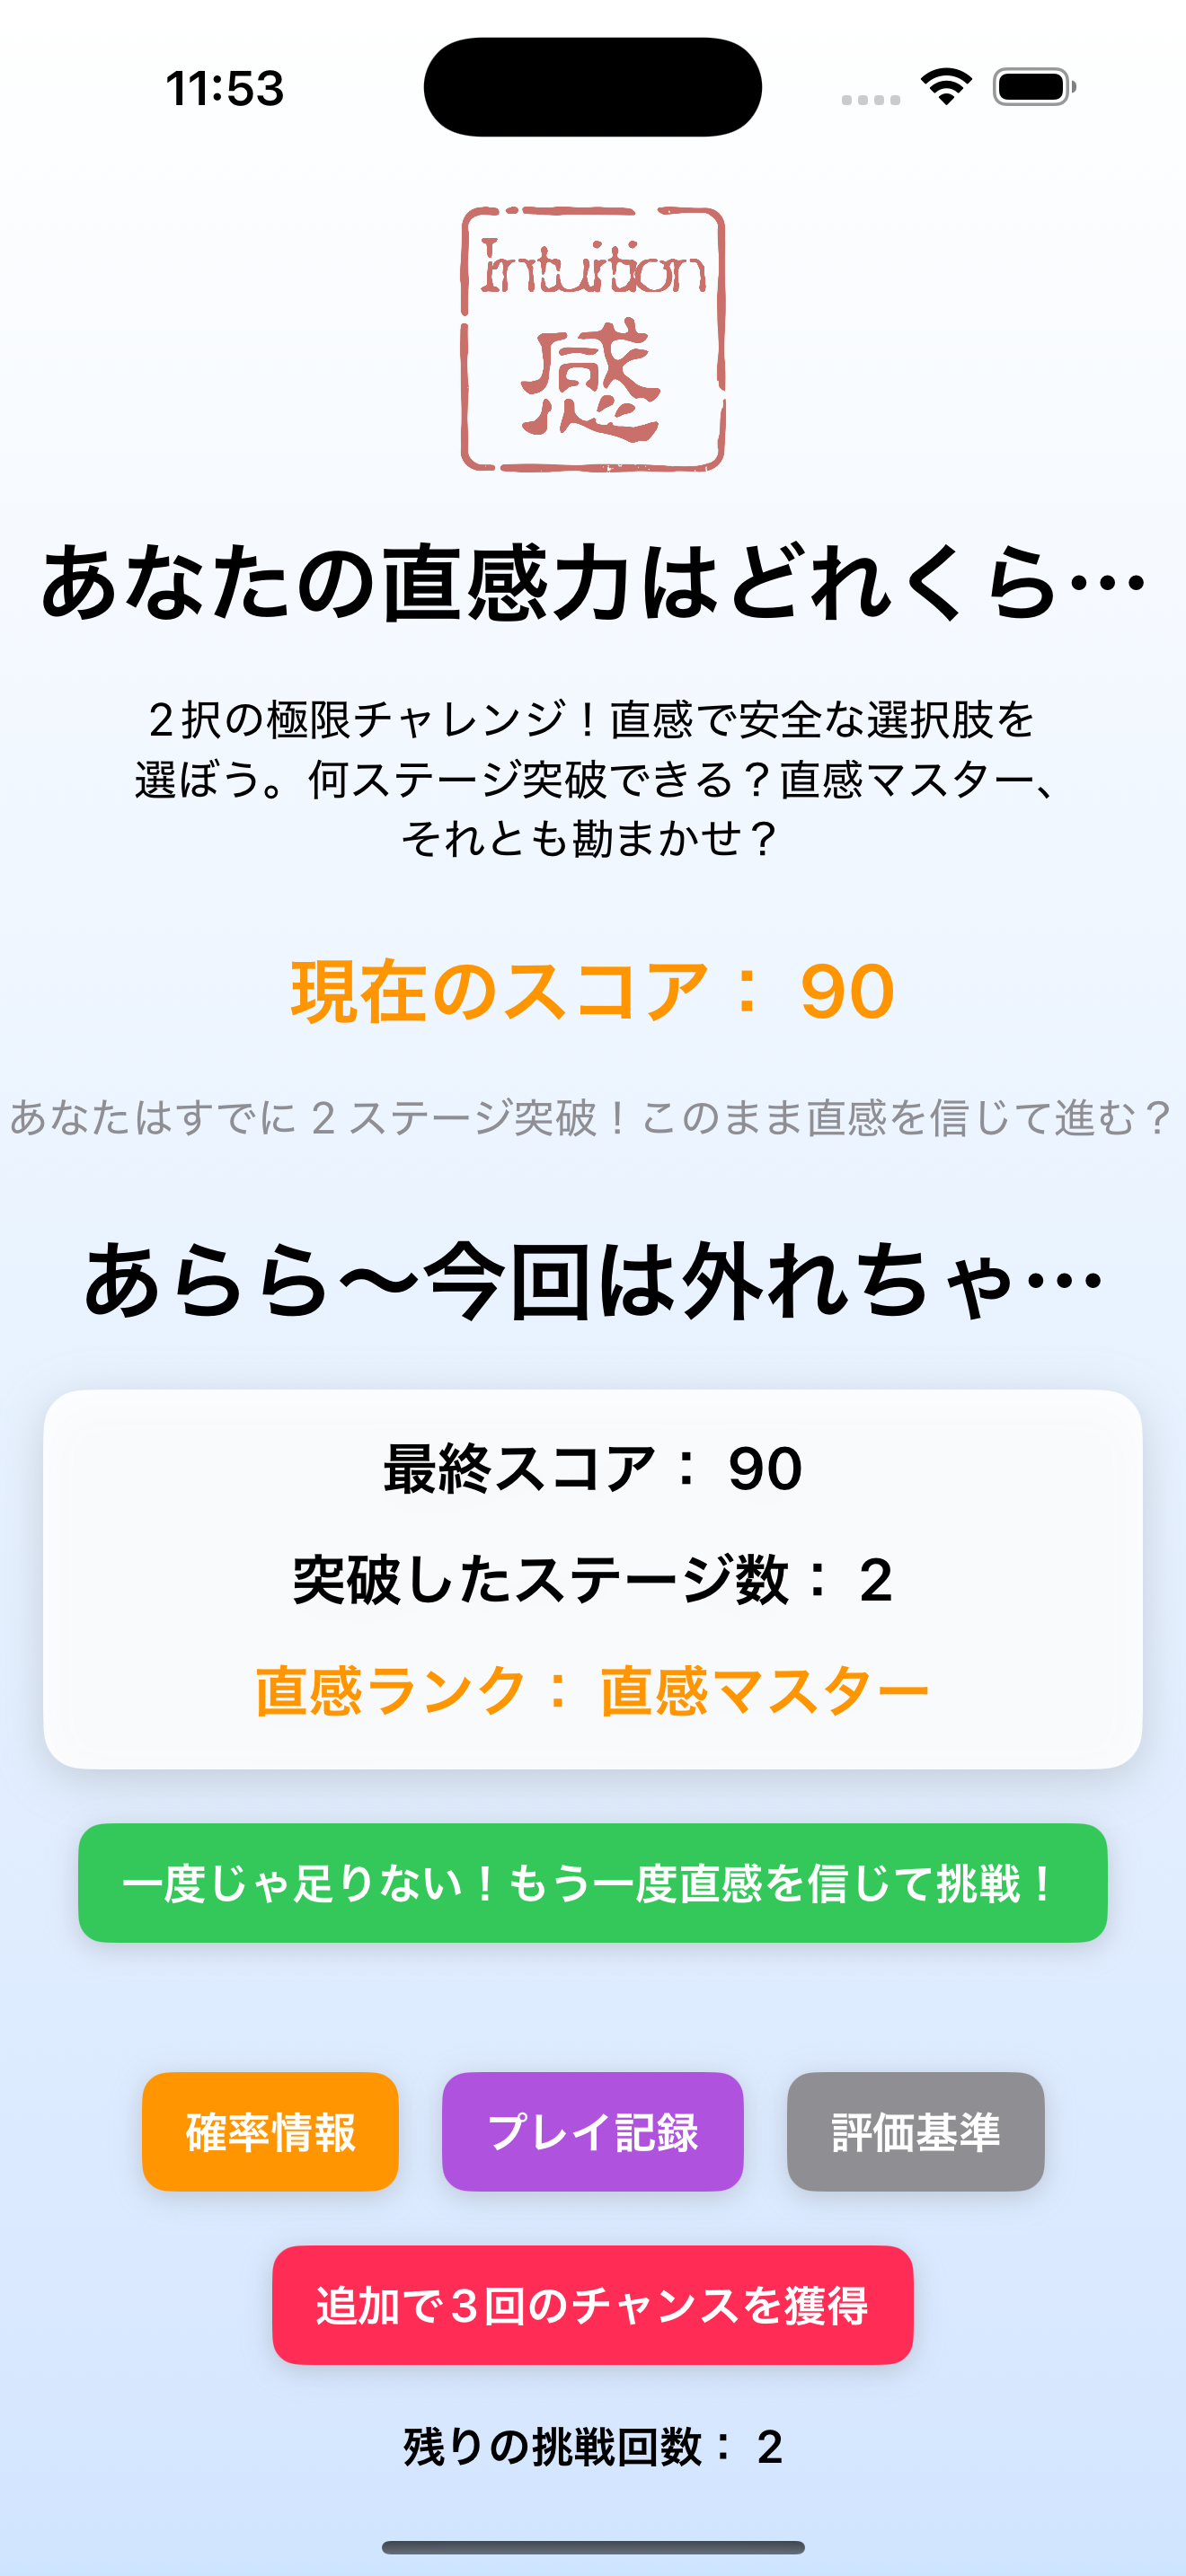 11:53
Intuition
感
あなたの直感力はどれくら…
2択の極限チャレンジ！直感で安全な選択肢を
選ぼう。何ステージ突破できる？直感マスター、
それとも勘まかせ？
現在のスコア： 90
あなたはすでに 2 ステージ突破！このまま直感を信じて進む？
あらら～今回は外れちゃ…
最終スコア： 90
突破したステージ数： 2
直感ランク： 直感マスター
一度じゃ足りない！もう一度直感を信じて挑戦！
確率情報 プレイ記録 評価基準
追加で3回のチャンスを獲得
残りの挑戦回数： 2